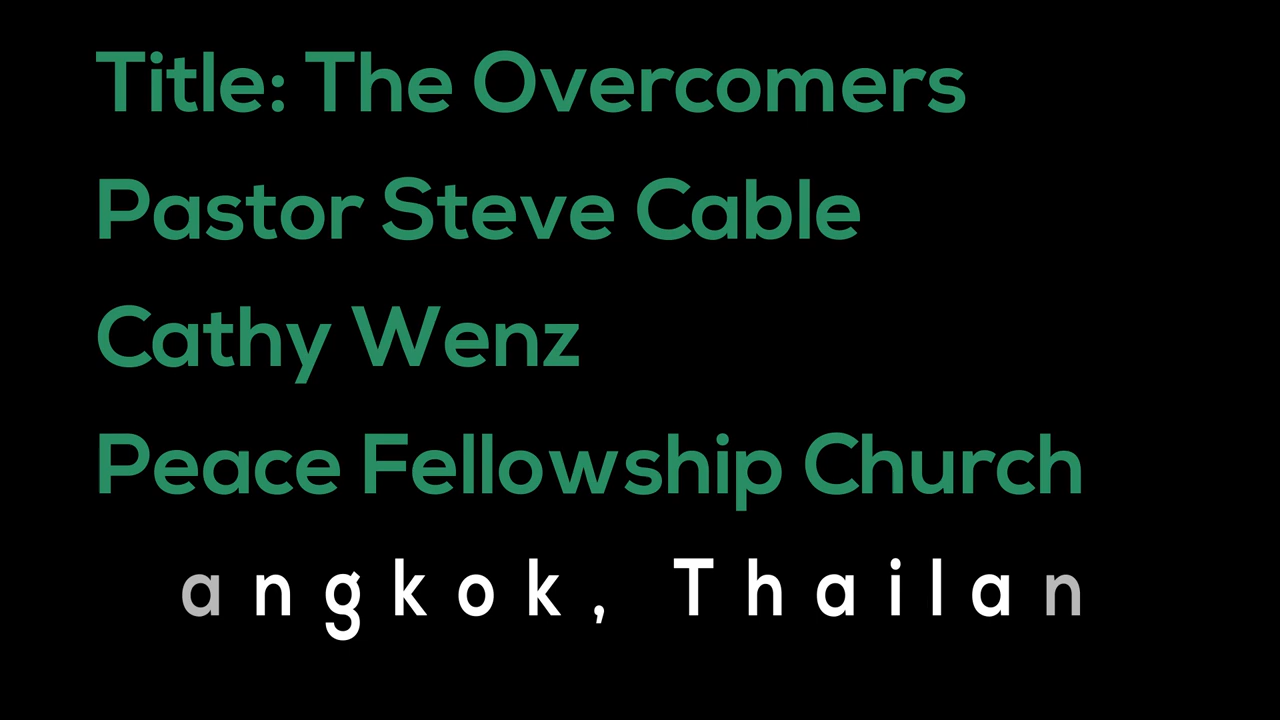 Title: The Overcomers
Pastor Steve Cable
Cathy Wenz
Peace Fellowship Church
angkok, Thailan